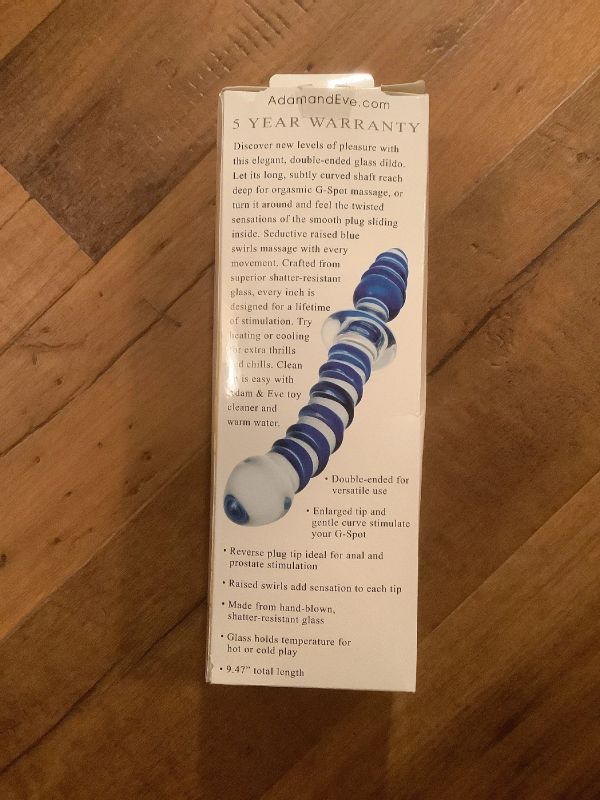 AdamandEve.com
5 YEAR WARRANTY
Discover new levels of pleasure with
this elegant, double-ended glass dildo.
Let its long, subtly curved shaft reach
deep for orgasmic G-Spot massage, or
turn it around and feel the twisted
sensations of the smooth plug sliding
inside. Seductive raised blue
swirls massage with every
movement. Crafted from
superior shatter-resistant
glass, every inch is
designed for a lifetime
of stimulation. Try
heating or cooling
for extra thrills
and chills. Clean
is easy with
Adam & Eve toy
cleaner and
warm water.
• Double-ended for
versatile use
• Enlarged tip and
gentle curve stimulate
your G-Spot
• Reverse plug tip ideal for anal and
prostate stimulation
• Raised swirls add sensation to each tip
• Made from hand-blown,
shatter-resistant glass
• Glass holds temperature for
hot or cold play
• 9.47" total length